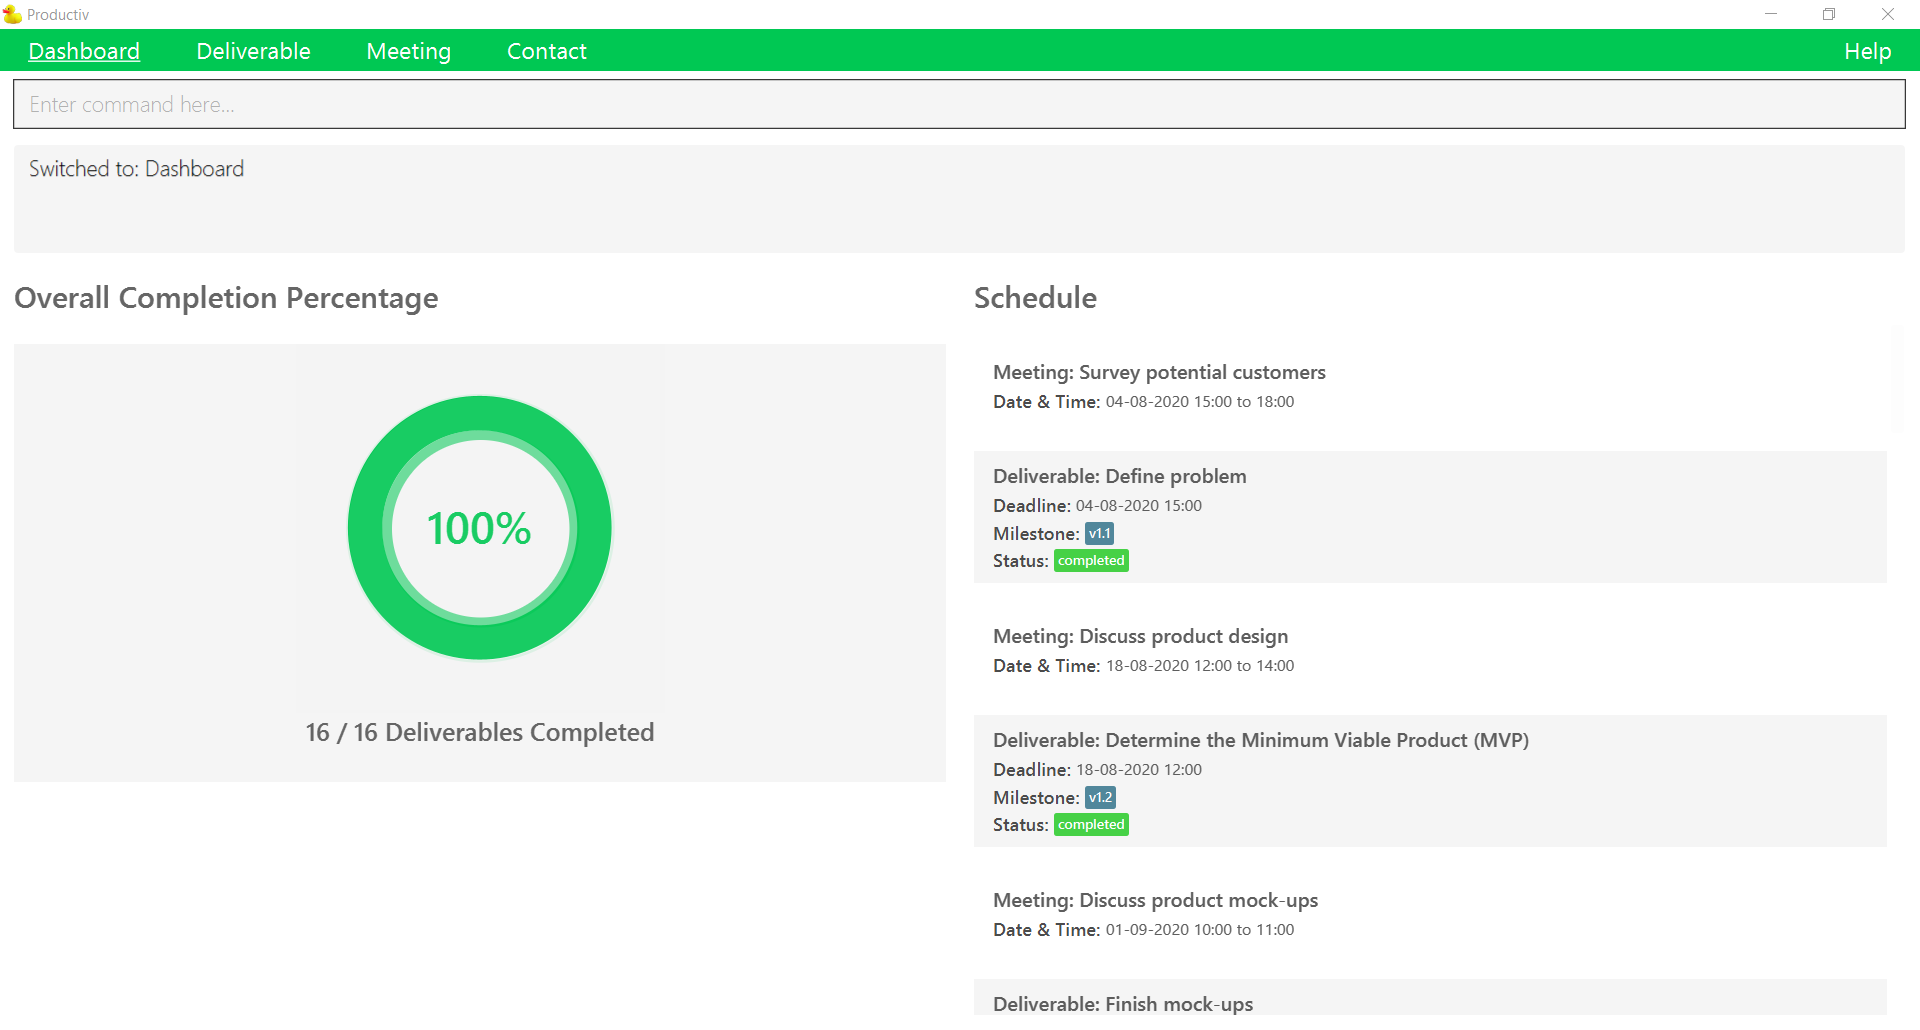 Productiv
Dashboard Deliverable Meeting Contact Help
Enter command here...
Switched to: Dashboard
Overall Completion Percentage
100%
16 / 16 Deliverables Completed
Schedule
Meeting: Survey potential customers
Date & Time: 04-08-2020 15:00 to 18:00
Deliverable: Define problem
Deadline: 04-08-2020 15:00
Milestone: v1.1
Status: completed
Meeting: Discuss product design
Date & Time: 18-08-2020 12:00 to 14:00
Deliverable: Determine the Minimum Viable Product (MVP)
Deadline: 18-08-2020 12:00
Milestone: v1.2
Status: completed
Meeting: Discuss product mock-ups
Date & Time: 01-09-2020 10:00 to 11:00
Deliverable: Finish mock-ups